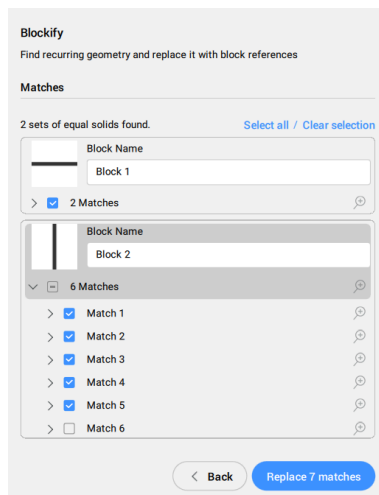 Blockify
Find recurring geometry and replace it with block references
Matches
2 sets of equal solids found. Select all / Clear selection
Block Name
Block 1
2 Matches
Block Name
Block 2
6 Matches
Match 1
Match 2
Match 3
Match 4
Match 5
Match 6
Back Replace 7 matches